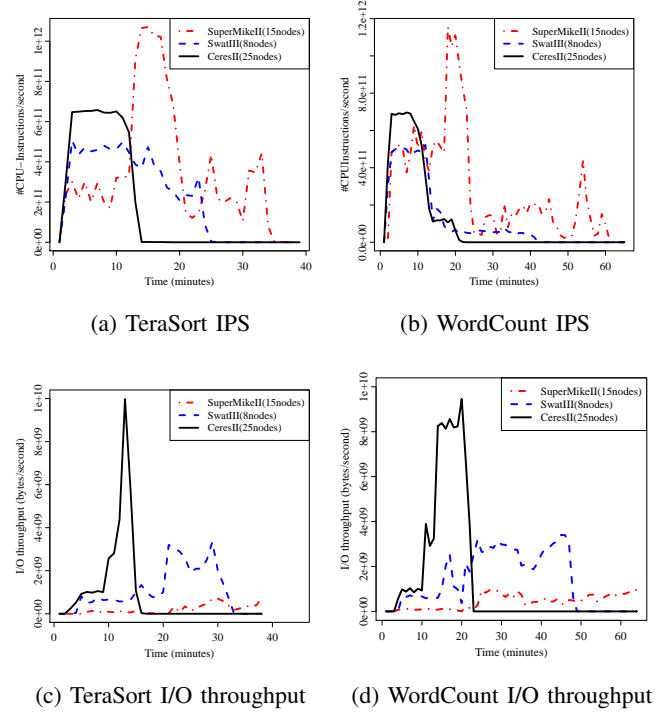 SuperMikeII(15nodes)
SwatIII(8nodes)
CeresII(25nodes)
#CPU−Instructions/second
0e+00 2e+11 4e+11 6e+11 8e+11 1e+12
0 10 20 30 40
Time (minutes)
(a) TeraSort IPS
SuperMikeII(15nodes)
SwatIII(8nodes)
CeresII(25nodes)
#CPUInstructions/second
0.0e+00 4.0e+11 8.0e+11 1.2e+12
0 10 20 30 40 50 60
Time (minutes)
(b) WordCount IPS
SuperMikeII(15nodes)
SwatIII(8nodes)
CeresII(25nodes)
I/O throughput (bytes/second)
0e+00 2e+09 4e+09 6e+09 8e+09 1e+10
0 10 20 30 40
Time (minutes)
(c) TeraSort I/O throughput
SuperMikeII(15nodes)
SwatIII(8nodes)
CeresII(25nodes)
I/O throughput (bytes/second)
0e+00 2e+09 4e+09 6e+09 8e+09 1e+10
0 10 20 30 40 50 60
Time (minutes)
(d) WordCount I/O throughput